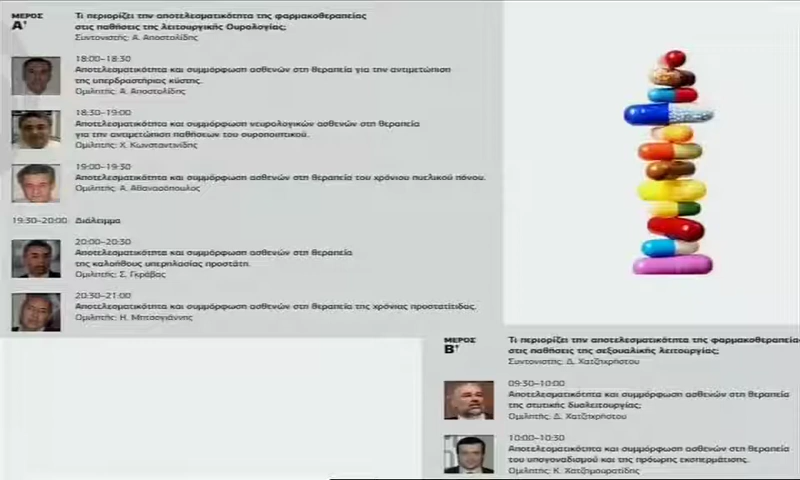 ΜΕΡΟΣ
Α'
Τι περιορίζει την αποτελεσματικότητα της φαρμακοθεραπείας
στις παθήσεις της λειτουργικής Ουρολογίας;
Συντονιστής: Α. Αποστολίδης
18:00–18:30
Αποτελεσματικότητα και συμμόρφωση ασθενών στη θεραπεία για την αντιμετώπιση
της υπερδραστήριας κύστης.
Ομιλητής: Α. Αποστολίδης
18:30–19:00
Αποτελεσματικότητα και συμμόρφωση νευρολογικών ασθενών στη θεραπεία
για την αντιμετώπιση παθήσεων του ουροποιητικού.
Ομιλητής: Χ. Κωνσταντινίδης
19:00–19:30
Αποτελεσματικότητα και συμμόρφωση ασθενών στη θεραπεία του χρόνιου πυελικού πόνου.
Ομιλητής: Α. Αθανασόπουλος
19:30–20:00 Διάλειμμα
20:00–20:30
Αποτελεσματικότητα και συμμόρφωση ασθενών στη θεραπεία
της καλοήθους υπερπλασίας προστάτη.
Ομιλητής: Σ. Γκράβας
20:30–21:00
Αποτελεσματικότητα και συμμόρφωση ασθενών στη θεραπεία της χρόνιας προστατίτιδας.
Ομιλητής: Η. Μητσογιάννης
ΜΕΡΟΣ
Β'
Τι περιορίζει την αποτελεσματικότητα της φαρμακοθεραπείας
στις παθήσεις της σεξουαλικής λειτουργίας;
Συντονιστής: Δ. Χατζηχρήστου
09:30–10:00
Αποτελεσματικότητα και συμμόρφωση ασθενών στη θεραπεία
της στυτικής δυσλειτουργίας;
Ομιλητής: Δ. Χατζηχρήστου
10:00–10:30
Αποτελεσματικότητα και συμμόρφωση ασθενών στη θεραπεία
του υπογοναδισμού και της πρόωρης εκσπερμάτισης.
Ομιλητής: Κ. Χατζημουρατίδης